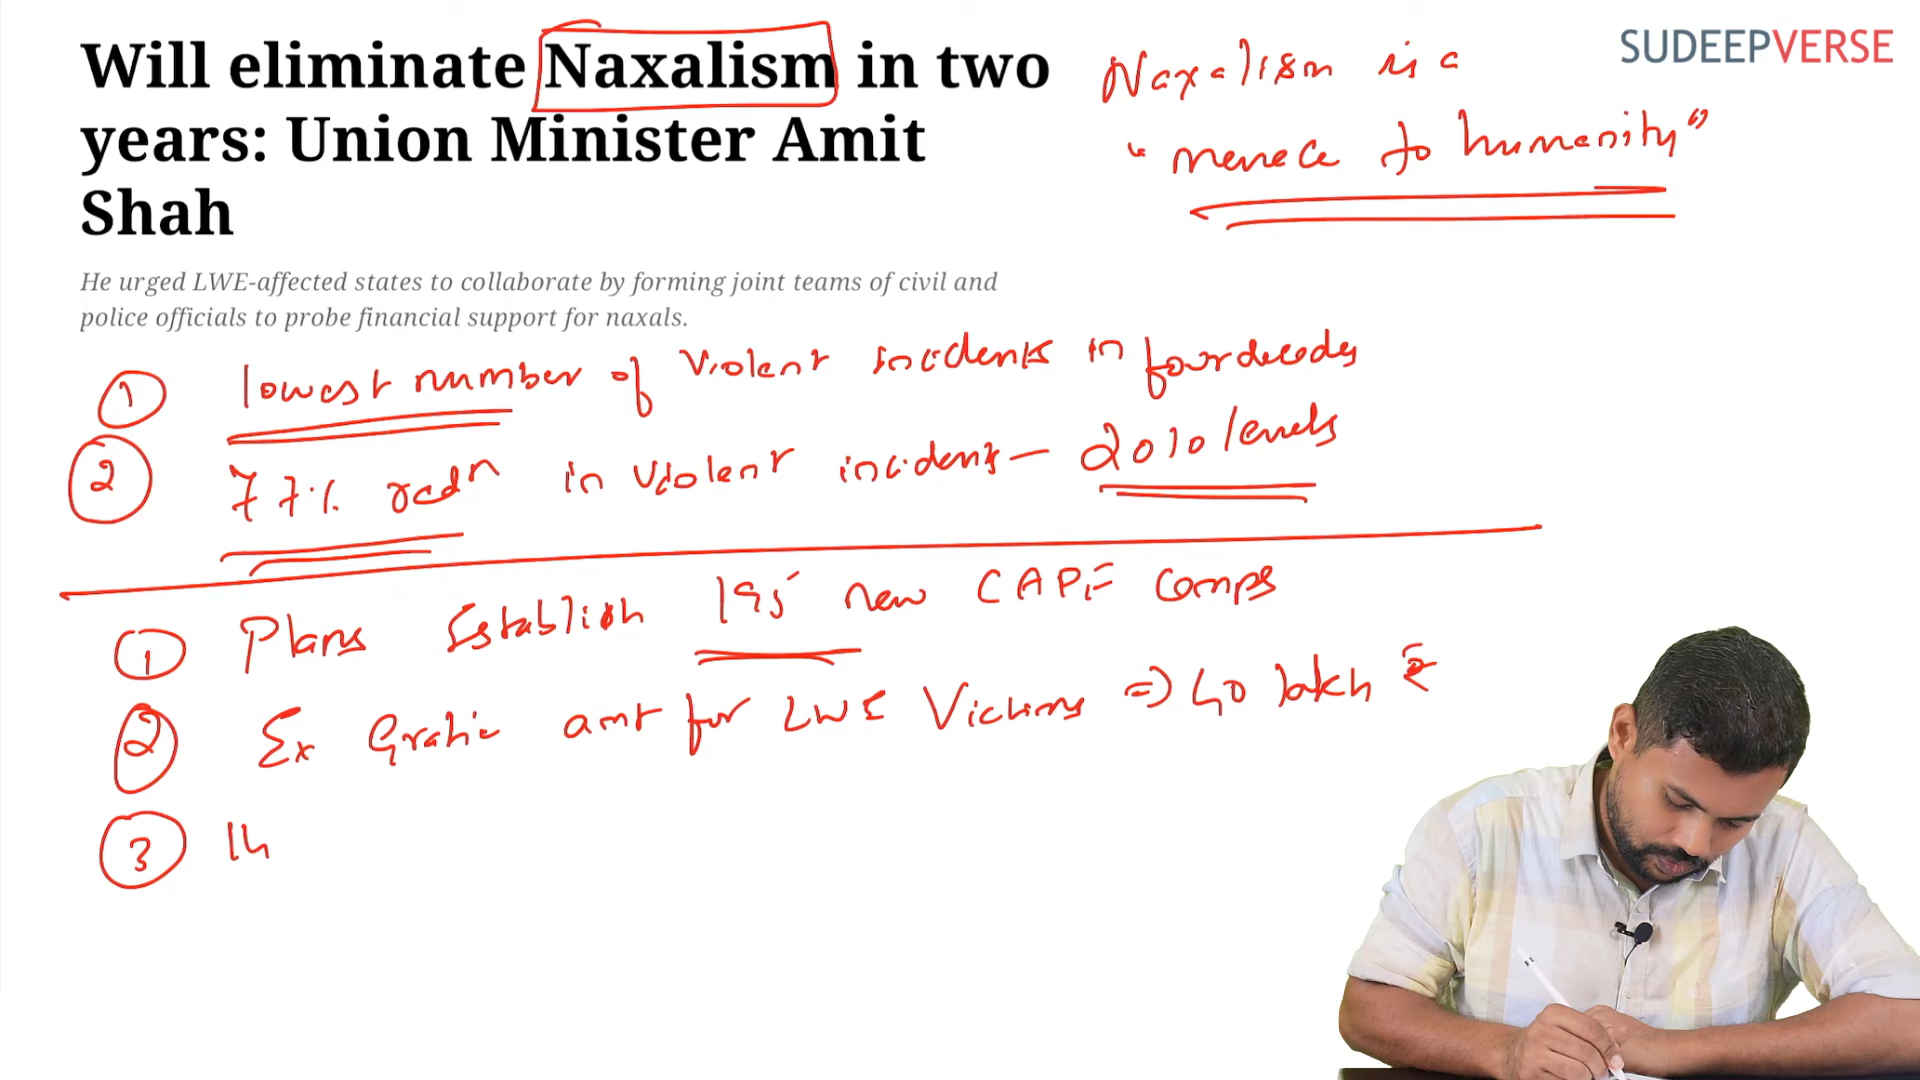 Will eliminate Naxalism in two
years: Union Minister Amit
Shah
He urged LWE-affected states to collaborate by forming joint teams of civil and
police officials to probe financial support for naxals.
SUDEEPVERSE
Naxalism is a
"menace to humanity"
① lowest number of violent incidents in four decades
② 77% redn in violent incidents — 2010 levels
① Plans Establish 195 new CAPF Camps
② Ex Gratia amt for LWE Victims => 40 lakh ₹
③ 14